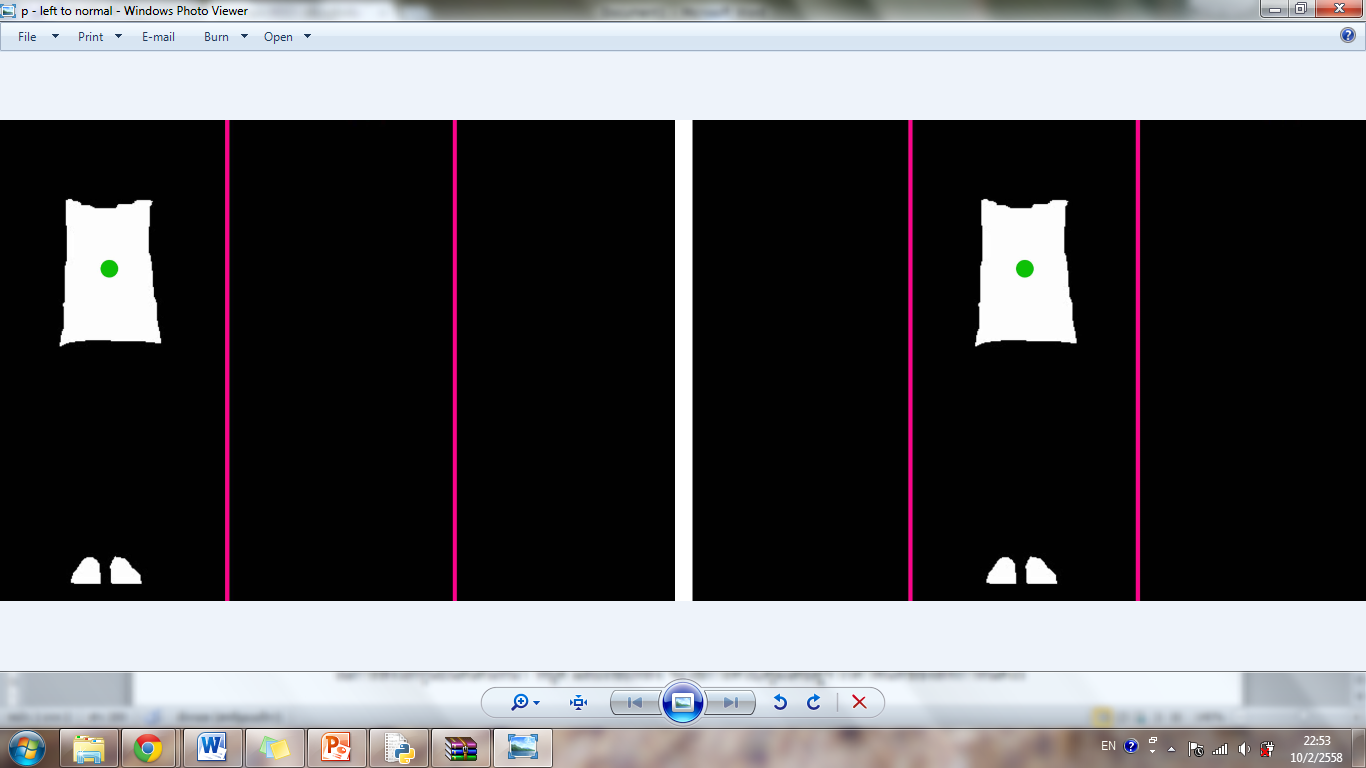 p - left to normal - Windows Photo Viewer
File Print E-mail Burn Open
EN
22:53
10/2/2558